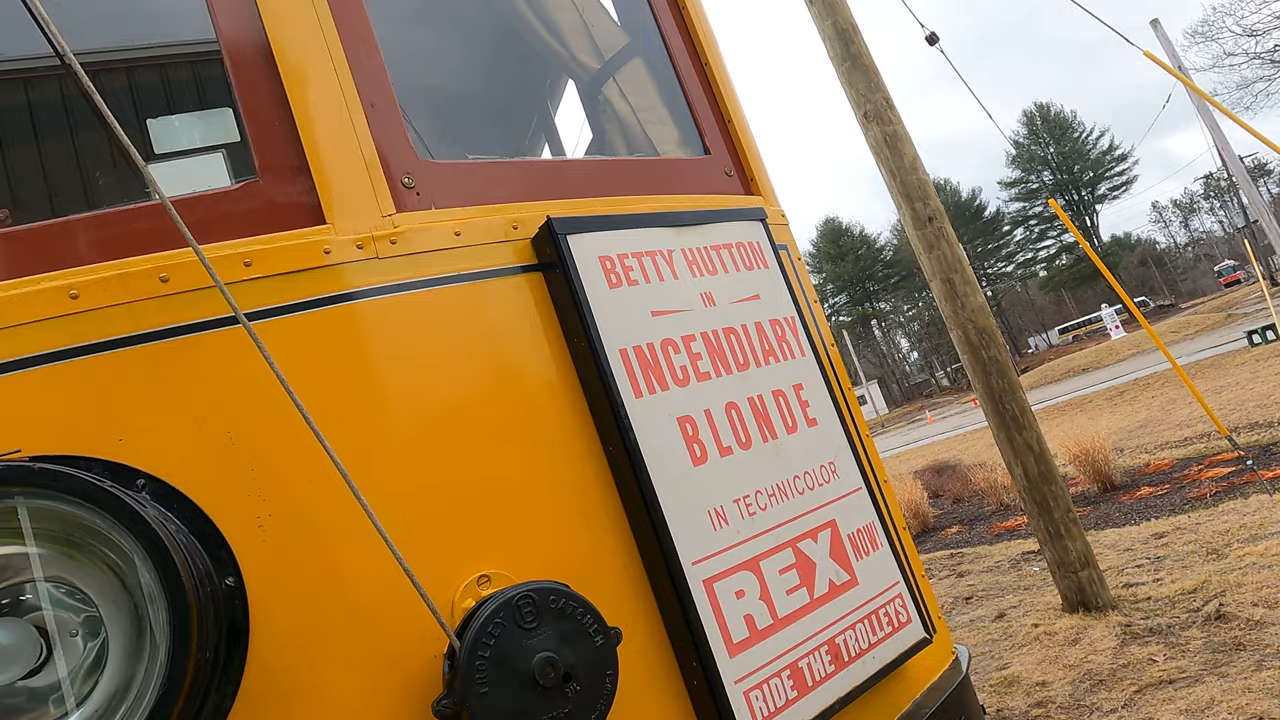 BETTY HUTTON
IN
INCENDIARY
BLONDE
IN TECHNICOLOR
REX NOW!
RIDE THE TROLLEYS
TROLLEY B CATCHER